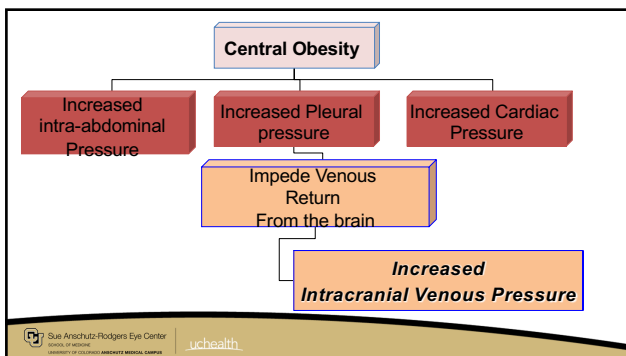 Central Obesity
Increased
intra-abdominal
Pressure
Increased Pleural
pressure
Increased Cardiac
Pressure
Impede Venous
Return
From the brain
Increased
Intracranial Venous Pressure
Sue Anschutz-Rodgers Eye Center
SCHOOL OF MEDICINE
UNIVERSITY OF COLORADO ANSCHUTZ MEDICAL CAMPUS
uchealth